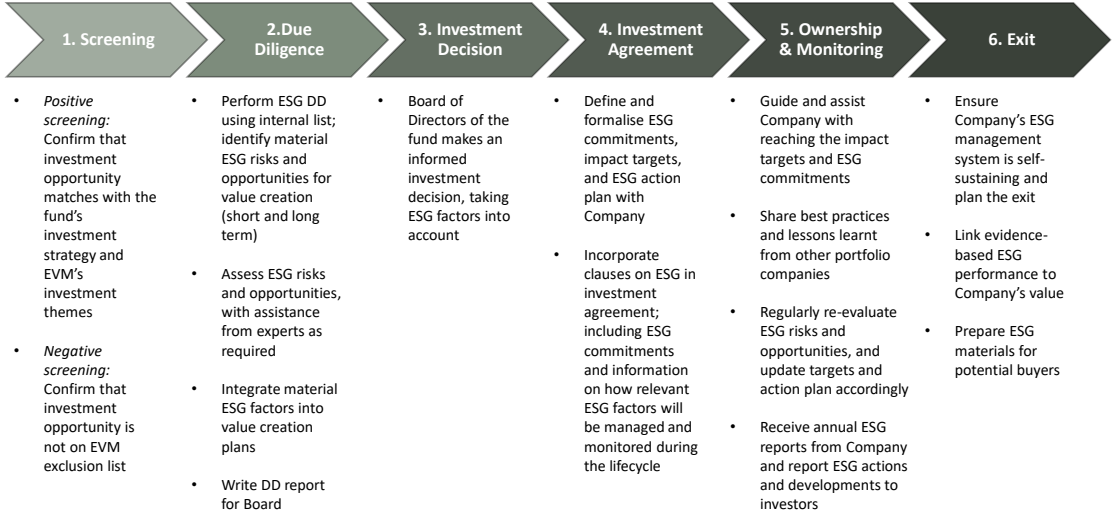 1. Screening
2.Due
Diligence
3. Investment
Decision
4. Investment
Agreement
5. Ownership
& Monitoring
6. Exit
• Positive
screening:
Confirm that
investment
opportunity
matches with the
fund’s
investment
strategy and
EVM’s
investment
themes
• Negative
screening:
Confirm that
investment
opportunity is
not on EVM
exclusion list
• Perform ESG DD
using internal list;
identify material
ESG risks and
opportunities for
value creation
(short and long
term)
• Assess ESG risks
and opportunities,
with assistance
from experts as
required
• Integrate material
ESG factors into
value creation
plans
• Write DD report
for Board
• Board of
Directors of the
fund makes an
informed
investment
decision, taking
ESG factors into
account
• Define and
formalise ESG
commitments,
impact targets,
and ESG action
plan with
Company
• Incorporate
clauses on ESG in
investment
agreement;
including ESG
commitments
and information
on how relevant
ESG factors will
be managed and
monitored during
the lifecycle
• Guide and assist
Company with
reaching the impact
targets and ESG
commitments
• Share best practices
and lessons learnt
from other portfolio
companies
• Regularly re-evaluate
ESG risks and
opportunities, and
update targets and
action plan accordingly
• Receive annual ESG
reports from Company
and report ESG actions
and developments to
investors
• Ensure
Company’s ESG
management
system is self-
sustaining and
plan the exit
• Link evidence-
based ESG
performance to
Company’s value
• Prepare ESG
materials for
potential buyers